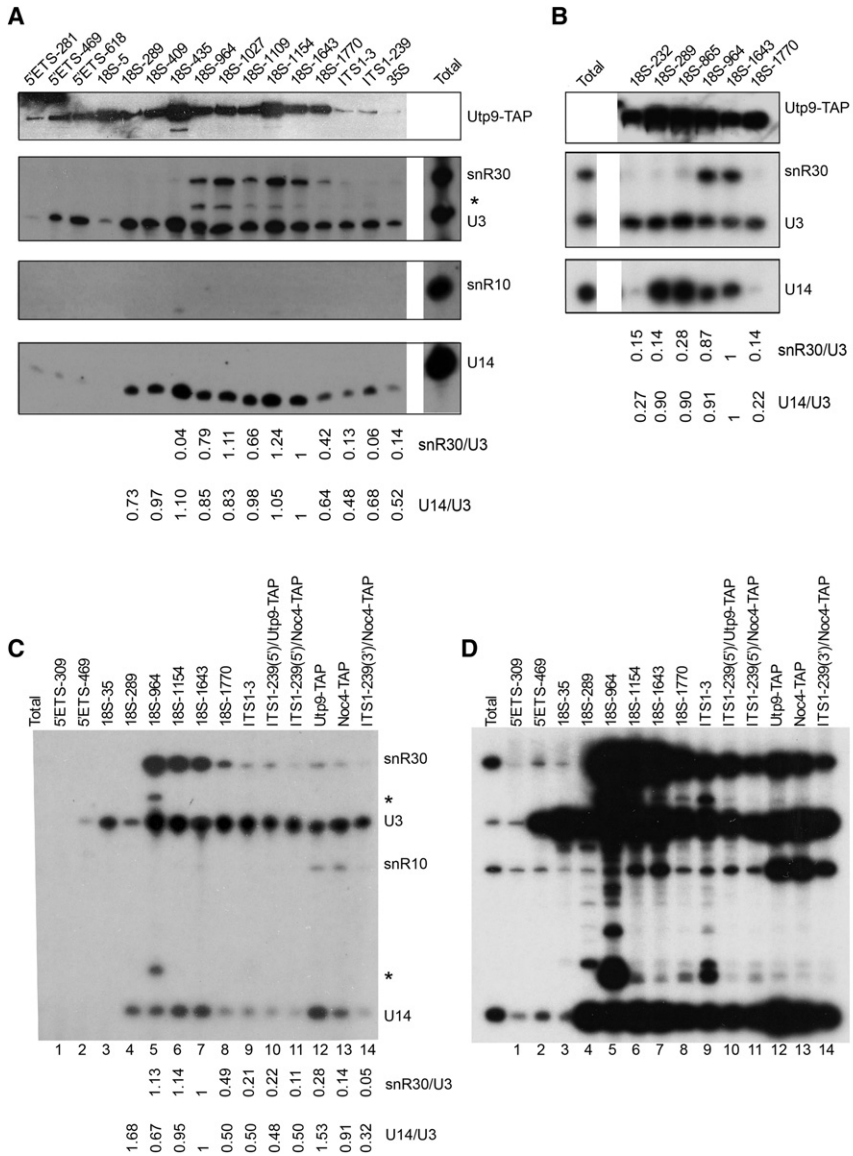 A
5'ETS-281
5'ETS-469
5'ETS-618
18S-5
18S-289
18S-409
18S-435
18S-964
18S-1027
18S-1109
18S-1154
18S-1643
18S-1770
ITS1-3
ITS1-239
35S
Total
Utp9-TAP
snR30
*
U3
snR10
U14
0.04 0.79 1.11 0.66 1.24 1 0.42 0.13 0.06 0.14 snR30/U3
0.73 0.97 1.10 0.85 0.83 0.98 1.05 1 0.64 0.48 0.68 0.52 U14/U3
B
Total
18S-232
18S-289
18S-865
18S-964
18S-1643
18S-1770
Utp9-TAP
snR30
U3
U14
0.15 0.14 0.28 0.87 1 0.14
snR30/U3
0.27 0.90 0.90 0.91 1 0.22
U14/U3
C
Total
5'ETS-309
5'ETS-469
18S-35
18S-289
18S-964
18S-1154
18S-1643
18S-1770
ITS1-3
ITS1-239(5')/Utp9-TAP
ITS1-239(5')/Noc4-TAP
Utp9-TAP
Noc4-TAP
ITS1-239(3')/Noc4-TAP
snR30
*
U3
snR10
*
U14
1 2 3 4 5 6 7 8 9 10 11 12 13 14
1.13 1.14 1 0.49 0.21 0.22 0.11 0.28 0.14 0.05 snR30/U3
1.68 0.67 0.95 1 0.50 0.50 0.48 0.50 1.53 0.91 0.32 U14/U3
D
Total
5'ETS-309
5'ETS-469
18S-35
18S-289
18S-964
18S-1154
18S-1643
18S-1770
ITS1-3
ITS1-239(5')/Utp9-TAP
ITS1-239(5')/Noc4-TAP
Utp9-TAP
Noc4-TAP
ITS1-239(3')/Noc4-TAP
1 2 3 4 5 6 7 8 9 10 11 12 13 14